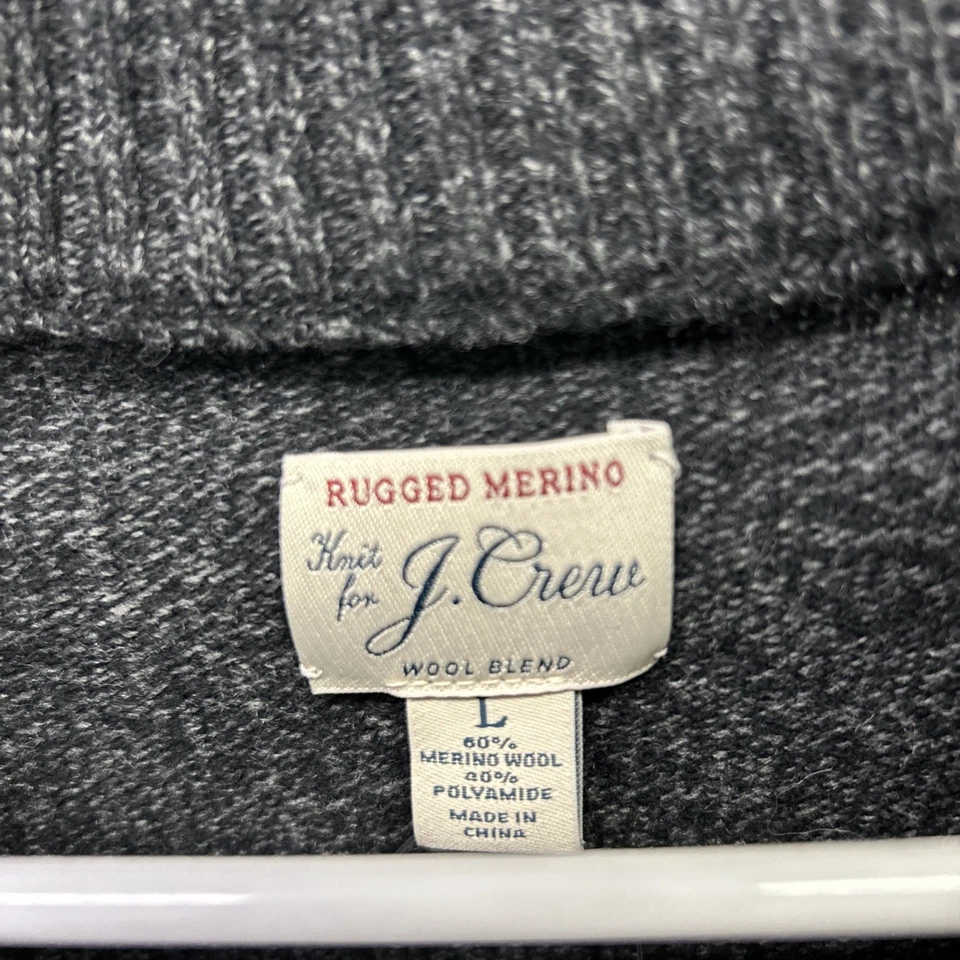 RUGGED MERINO
Knit for J.Crew
WOOL BLEND
L
60%
MERINO WOOL
40%
POLYAMIDE
MADE IN
CHINA